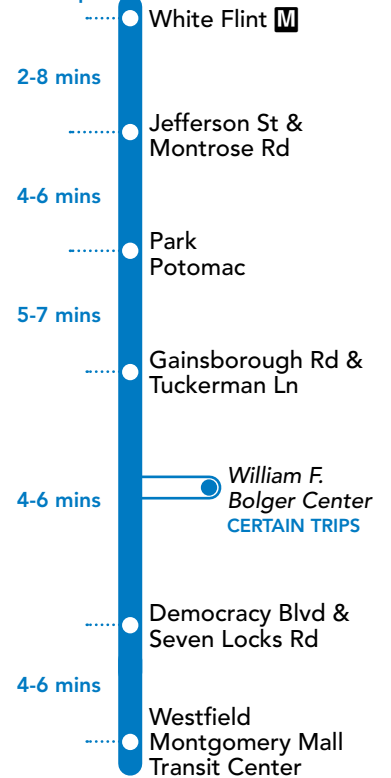 White Flint M
2-8 mins
Jefferson St &
Montrose Rd
4-6 mins
Park
Potomac
5-7 mins
Gainsborough Rd &
Tuckerman Ln
William F.
Bolger Center
CERTAIN TRIPS
4-6 mins
Democracy Blvd &
Seven Locks Rd
4-6 mins
Westfield
Montgomery Mall
Transit Center